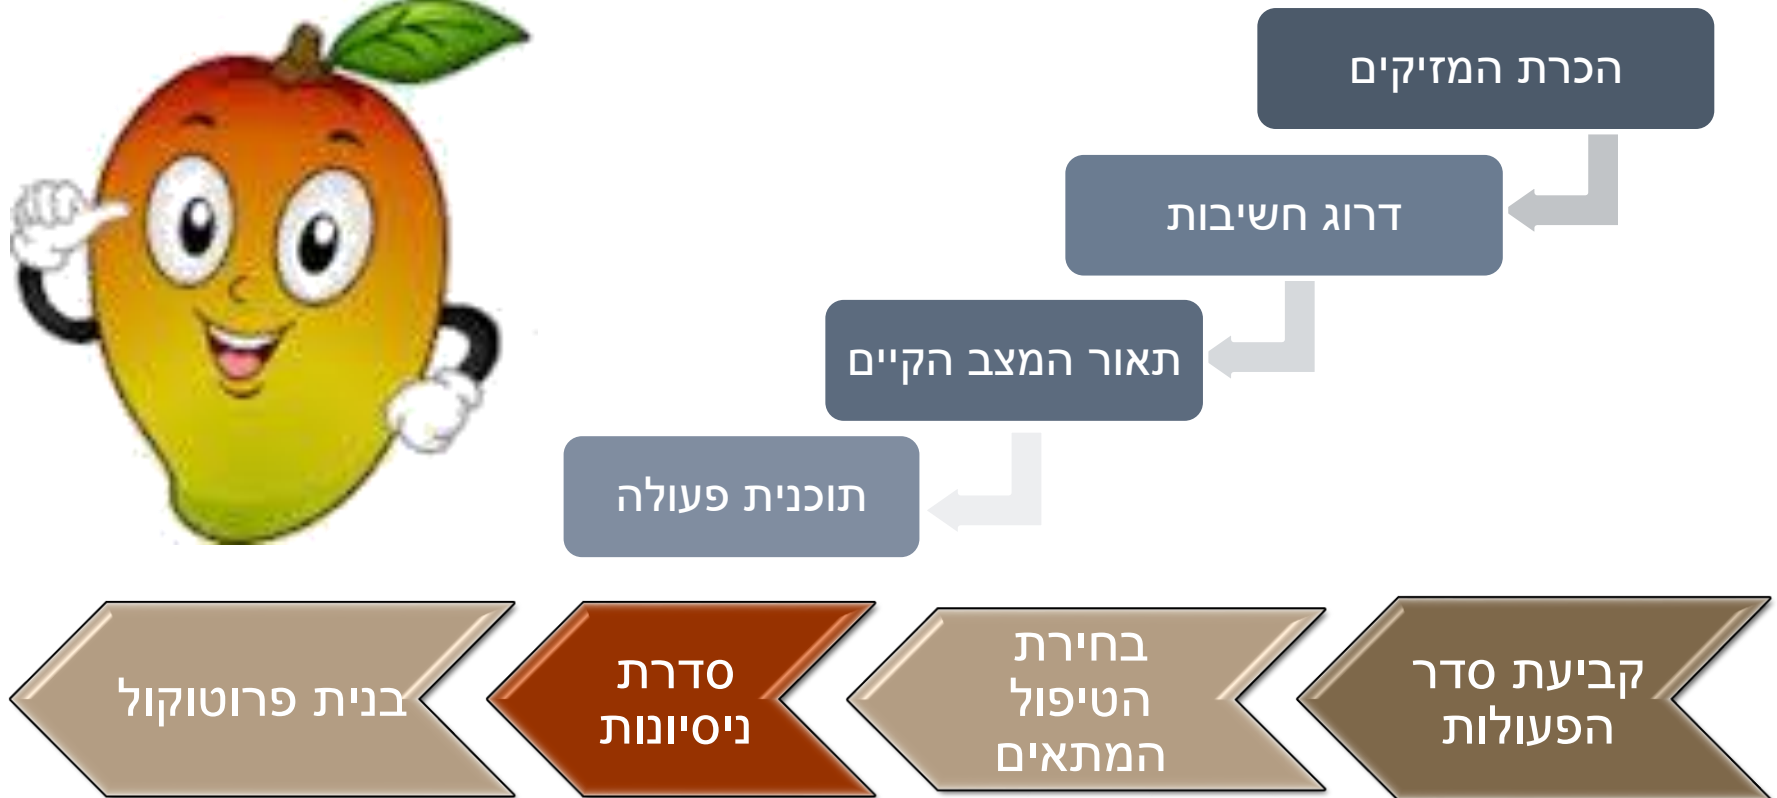 הכרת המזיקים
דרוג חשיבות
תאור המצב הקיים
תוכנית פעולה
קביעת סדר
הפעולות
בחירת
הטיפול
המתאים
סדרת
ניסיונות
בנית פרוטוקול